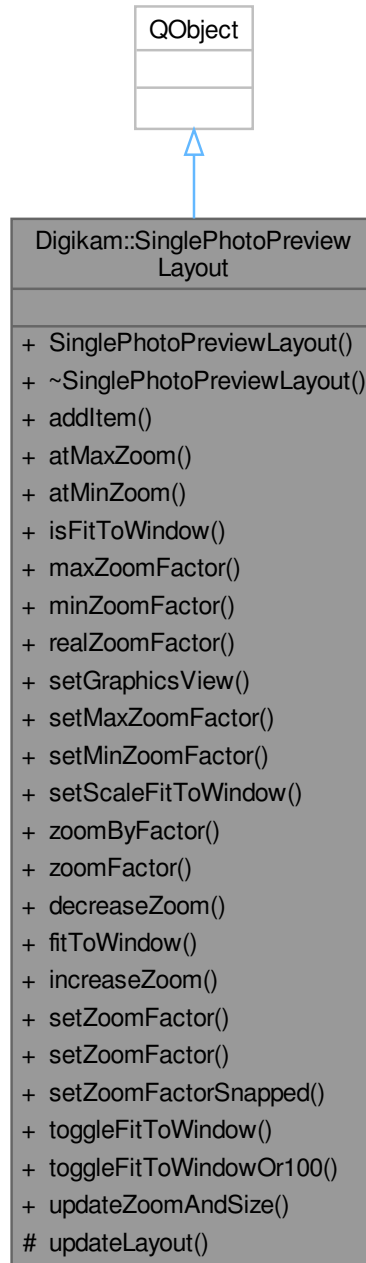 QObject
Digikam::SinglePhotoPreview
Layout
+ SinglePhotoPreviewLayout()
+ ~SinglePhotoPreviewLayout()
+ addItem()
+ atMaxZoom()
+ atMinZoom()
+ isFitToWindow()
+ maxZoomFactor()
+ minZoomFactor()
+ realZoomFactor()
+ setGraphicsView()
+ setMaxZoomFactor()
+ setMinZoomFactor()
+ setScaleFitToWindow()
+ zoomByFactor()
+ zoomFactor()
+ decreaseZoom()
+ fitToWindow()
+ increaseZoom()
+ setZoomFactor()
+ setZoomFactor()
+ setZoomFactorSnapped()
+ toggleFitToWindow()
+ toggleFitToWindowOr100()
+ updateZoomAndSize()
# updateLayout()